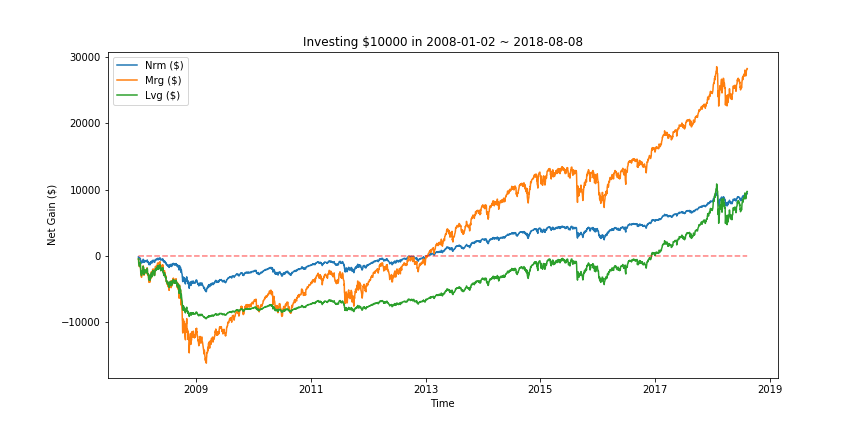 Investing $10000 in 2008-01-02 ~ 2018-08-08
Nrm ($)
Mrg ($)
Lvg ($)
30000
20000
10000
0
−10000
Net Gain ($)
2009 2011 2013 2015 2017 2019
Time